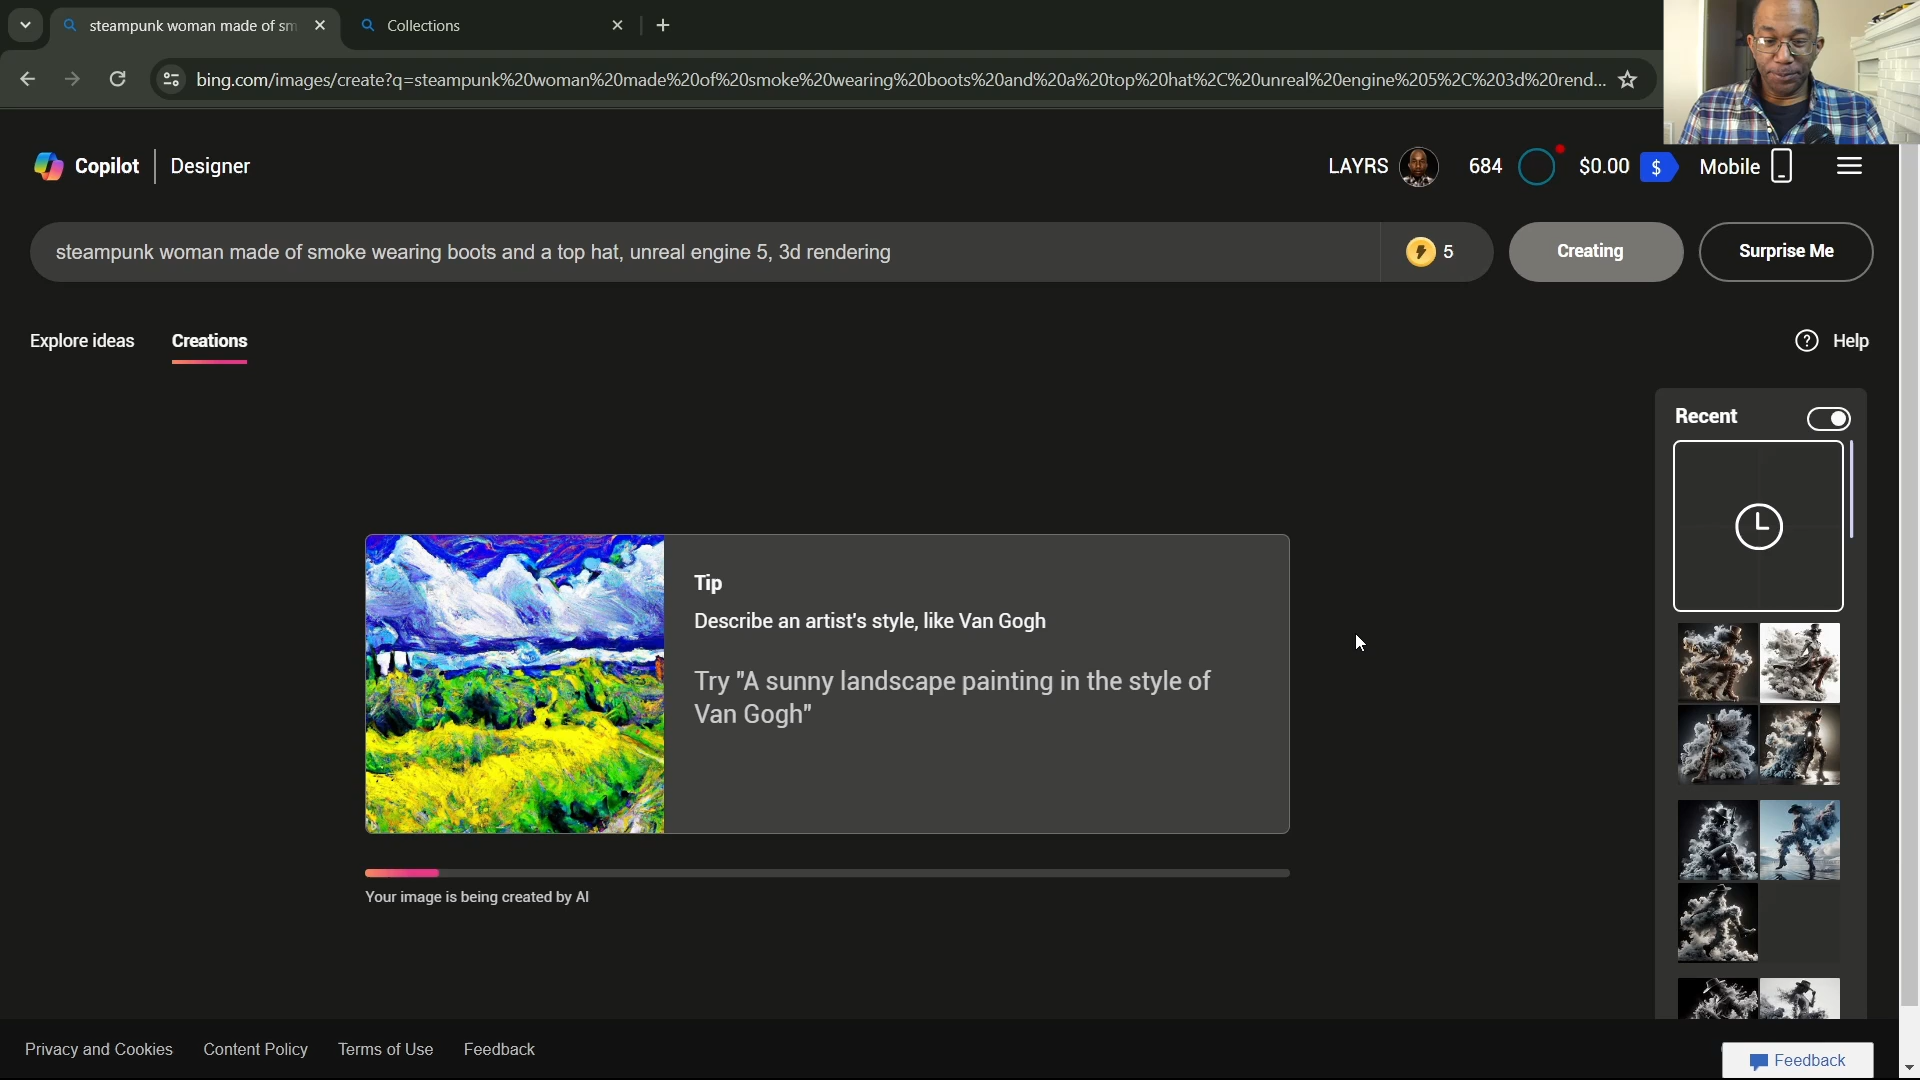 steampunk woman made of sm
Collections
bing.com/images/create?q=steampunk%20woman%20made%20of%20smoke%20wearing%20boots%20and%20a%20top%20hat%2C%20unreal%20engine%205%2C%203d%20rend...
Copilot | Designer
LAYRS 684 $0.00 $ Mobile
steampunk woman made of smoke wearing boots and a top hat, unreal engine 5, 3d rendering
5 Creating Surprise Me
Explore ideas Creations
? Help
Recent
Tip
Describe an artist's style, like Van Gogh
Try "A sunny landscape painting in the style of
Van Gogh"
Your image is being created by AI
Privacy and Cookies Content Policy Terms of Use Feedback
Feedback